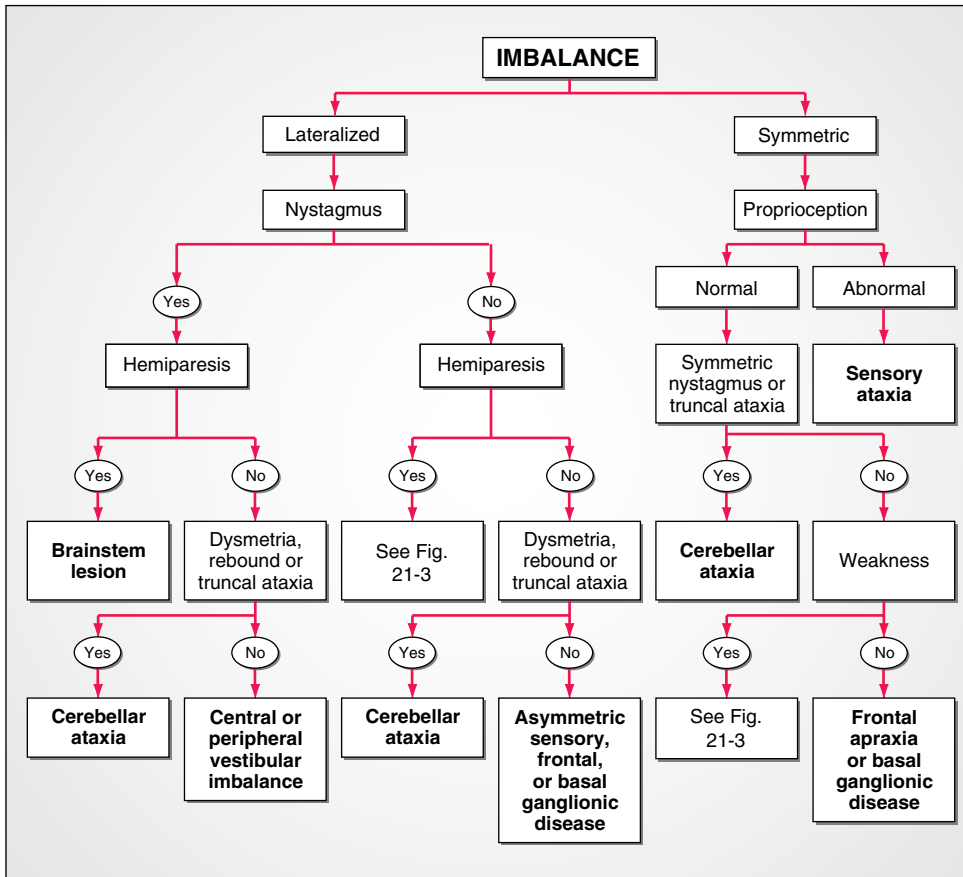 IMBALANCE
Lateralized
Symmetric
Nystagmus
Proprioception
Yes
No
Normal
Abnormal
Hemiparesis
Hemiparesis
Symmetric
nystagmus or
truncal ataxia
Sensory
ataxia
Yes
No
Yes
No
Yes
No
Brainstem
lesion
Dysmetria,
rebound or
truncal ataxia
See Fig.
21-3
Dysmetria,
rebound or
truncal ataxia
Cerebellar
ataxia
Weakness
Yes
No
Yes
No
Yes
No
Cerebellar
ataxia
Central or
peripheral
vestibular
imbalance
Cerebellar
ataxia
Asymmetric
sensory,
frontal,
or basal
ganglionic
disease
See Fig.
21-3
Frontal
apraxia
or basal
ganglionic
disease